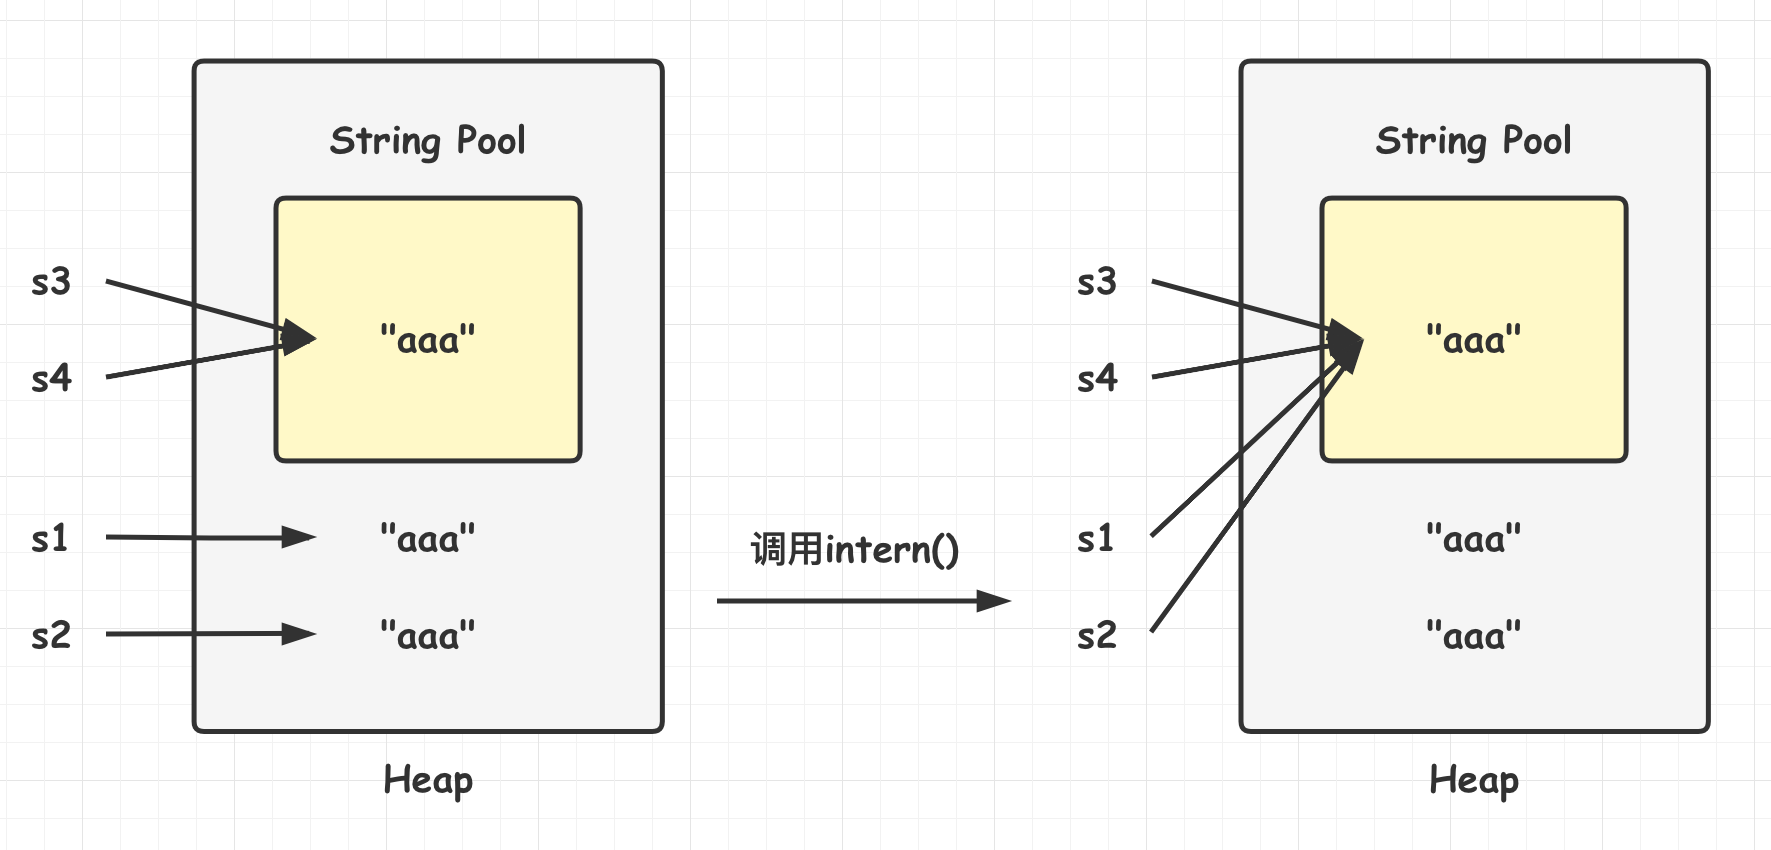 String Pool
s3
"aaa"
s4
s1
"aaa"
s2
"aaa"
Heap
调用intern()
String Pool
s3
"aaa"
s4
s1
"aaa"
s2
"aaa"
Heap